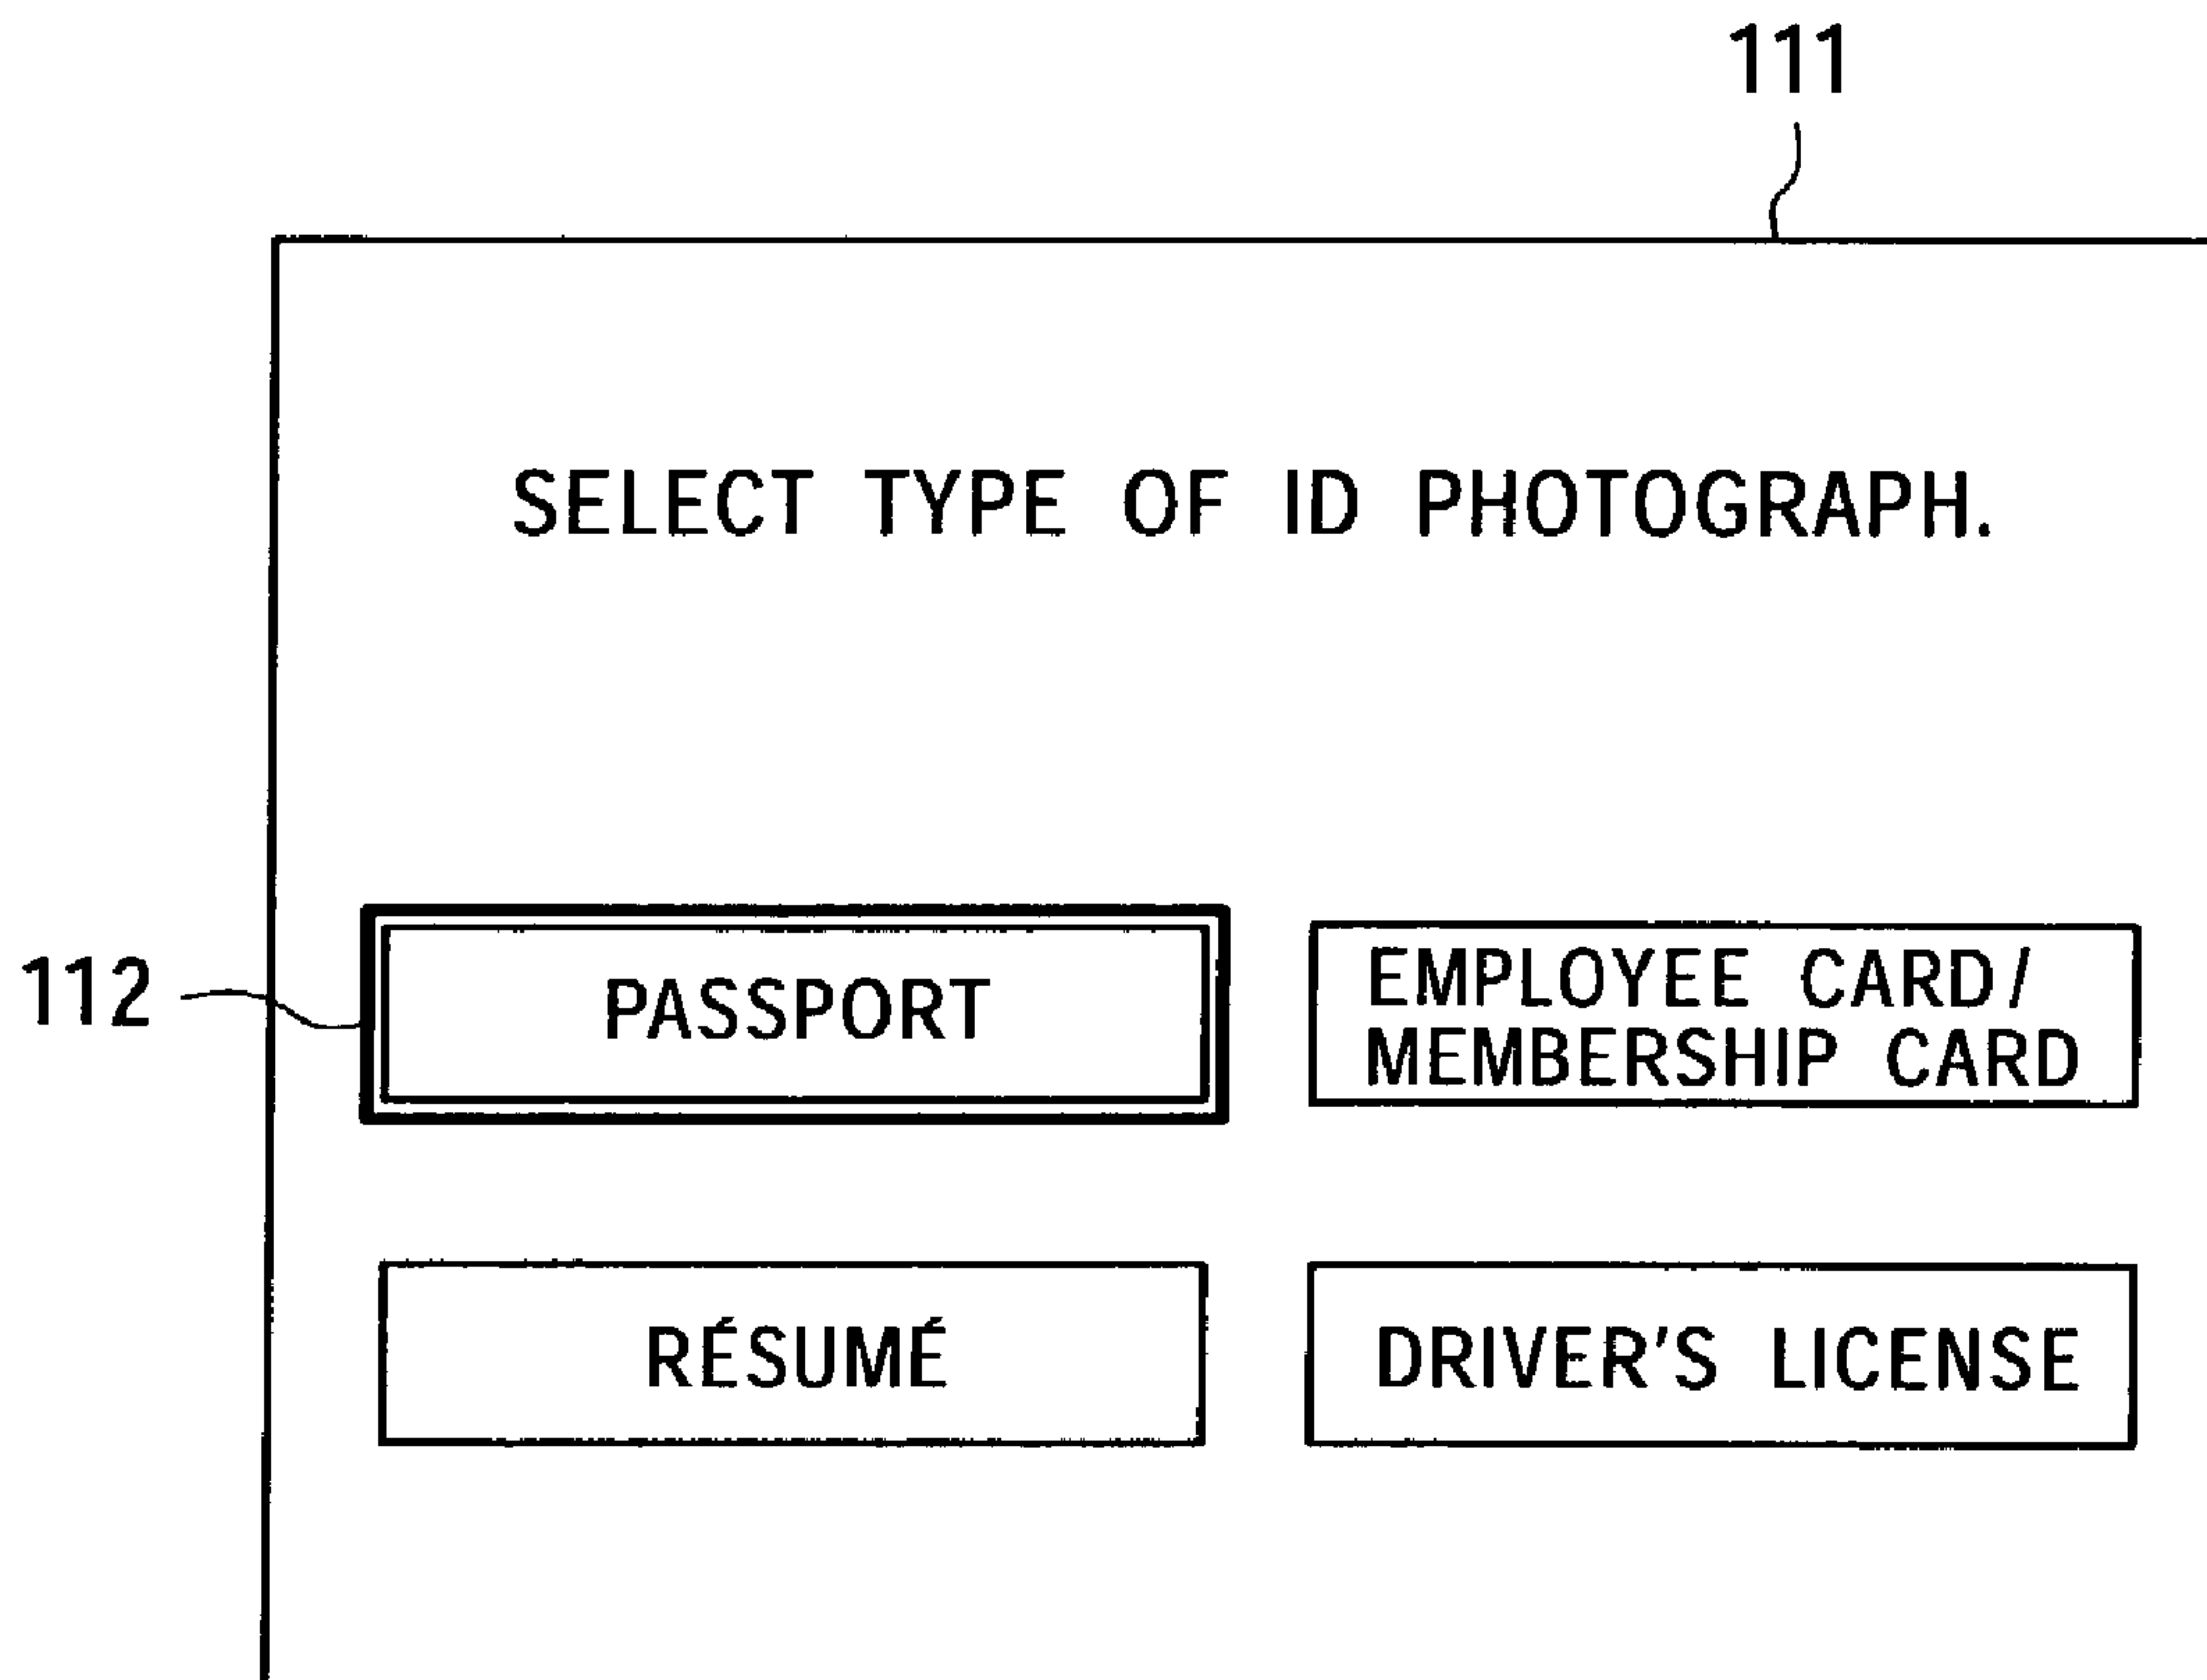 111
SELECT TYPE OF ID PHOTOGRAPH.
112
PASSPORT
EMPLOYEE CARD/
MEMBERSHIP CARD
RÉSUMÉ
DRIVER'S LICENSE